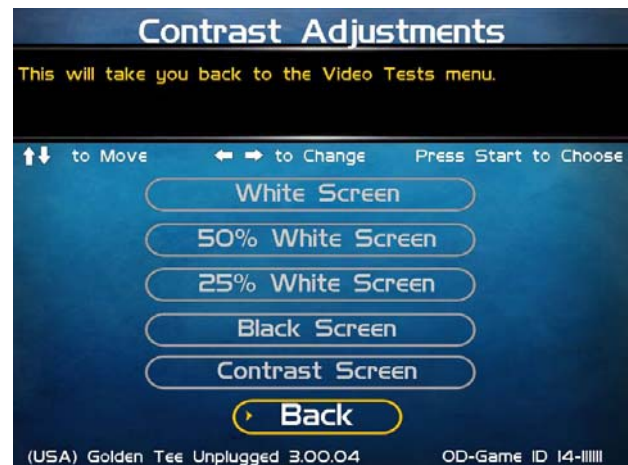 Contrast Adjustments
This will take you back to the Video Tests menu.
to Move to Change Press Start to Choose
White Screen
50% White Screen
25% White Screen
Black Screen
Contrast Screen
Back
(USA) Golden Tee Unplugged 3.00.04 OD-Game ID 14-111111